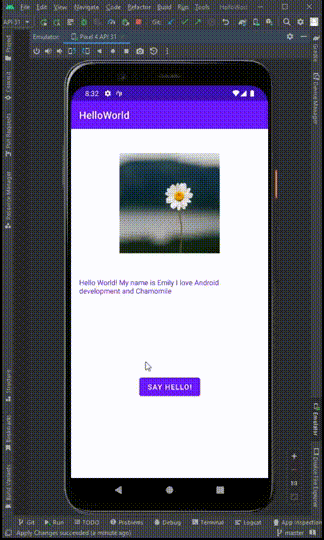 File Edit View Navigate Code Refactor Build Run Tools
API 31
Emulator: Pixel 4 API 31
Project
Gradle
Device Manager
Commit
Pull Requests
Resource Manager
8:32
HelloWorld
Hello World! My name is Emily I love Android
development and Chamomile
SAY HELLO!
Structure
Bookmarks
Build Variants
Emulator
Device File Explorer
1:1
Git Run TODO Problems Debug Terminal Logcat App Inspection
Apply Changes succeeded (a minute ago) master